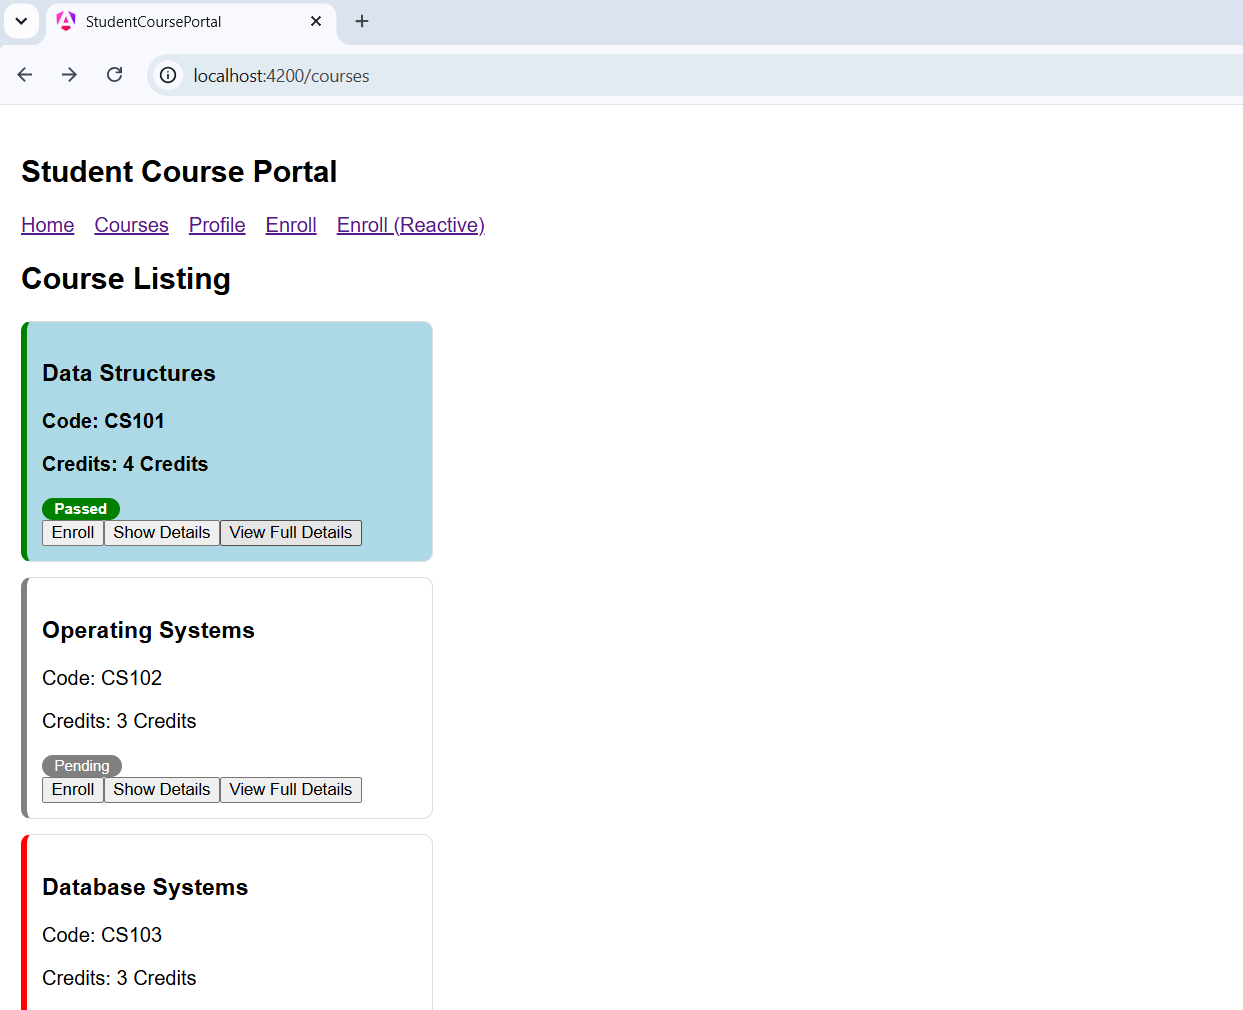 StudentCoursePortal
localhost:4200/courses
Student Course Portal
Home Courses Profile Enroll Enroll (Reactive)
Course Listing
Data Structures
Code: CS101
Credits: 4 Credits
Passed
Enroll Show Details View Full Details
Operating Systems
Code: CS102
Credits: 3 Credits
Pending
Enroll Show Details View Full Details
Database Systems
Code: CS103
Credits: 3 Credits